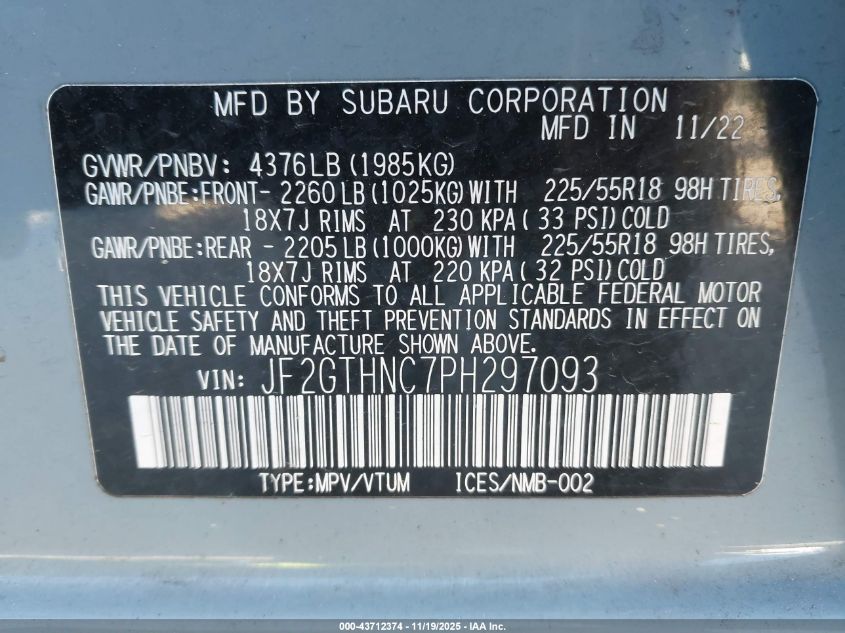 MFD BY SUBARU CORPORATION
MFD IN 11/22
GVWR/PNBV: 4376LB (1985KG)
GAWR/PNBE:FRONT- 2260 LB (1025KG) WITH 225/55R18 98H TIRES,
18X7J RIMS AT 230 KPA ( 33 PSI) COLD
GAWR/PNBE:REAR - 2205 LB (1000KG) WITH 225/55R18 98H TIRES,
18X7J RIMS AT 220 KPA ( 32 PSI) COLD
THIS VEHICLE CONFORMS TO ALL APPLICABLE FEDERAL MOTOR
VEHICLE SAFETY AND THEFT PREVENTION STANDARDS IN EFFECT ON
THE DATE OF MANUFACTURE SHOWN ABOVE.
VIN: JF2GTHNC7PH297093
TYPE:MPV/VTUM ICES/NMB-002
000-43712374 - 11/19/2025 - IAA Inc.